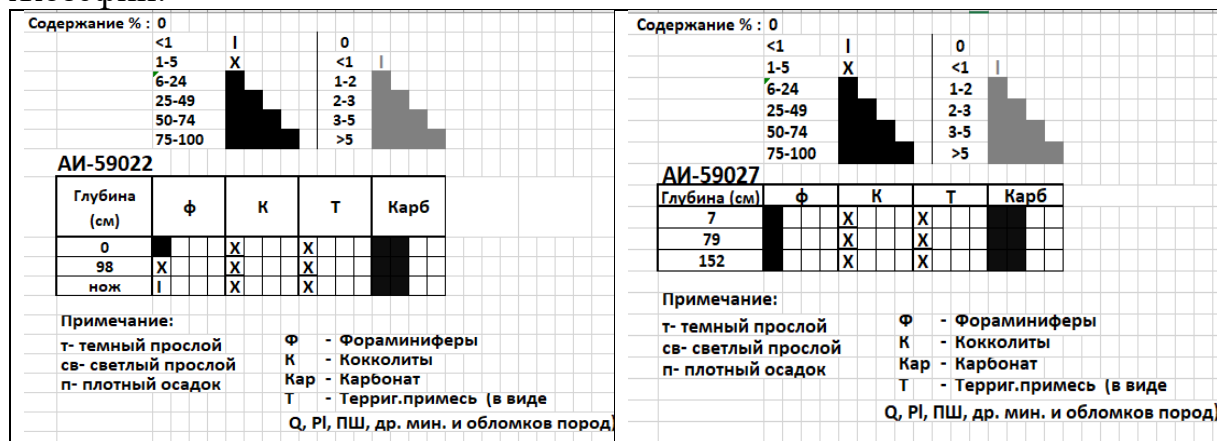 Содержание % : 0
<1 I 0
1-5 X <1 I
6-24 1-2
25-49 2-3
50-74 3-5
75-100 >5
АИ-59022
Глубина (см) ф К Т Карб
0 X X
98 X X X
нож I X X
Примечание:
т- темный прослой
св- светлый прослой
п- плотный осадок
Ф - Фораминиферы
К - Кокколиты
Кар - Карбонат
Т - Терриг.примесь (в виде
Q, Pl, ПШ, др. мин. и обломков пород)
Содержание % : 0
<1 I 0
1-5 X <1 I
6-24 1-2
25-49 2-3
50-74 3-5
75-100 >5
АИ-59027
Глубина (см) ф К Т Карб
7 X X
79 X X
152 X X
Примечание:
т- темный прослой
св- светлый прослой
п- плотный осадок
Ф - Фораминиферы
К - Кокколиты
Кар - Карбонат
Т - Терриг.примесь (в виде
Q, Pl, ПШ, др. мин. и обломков пород)